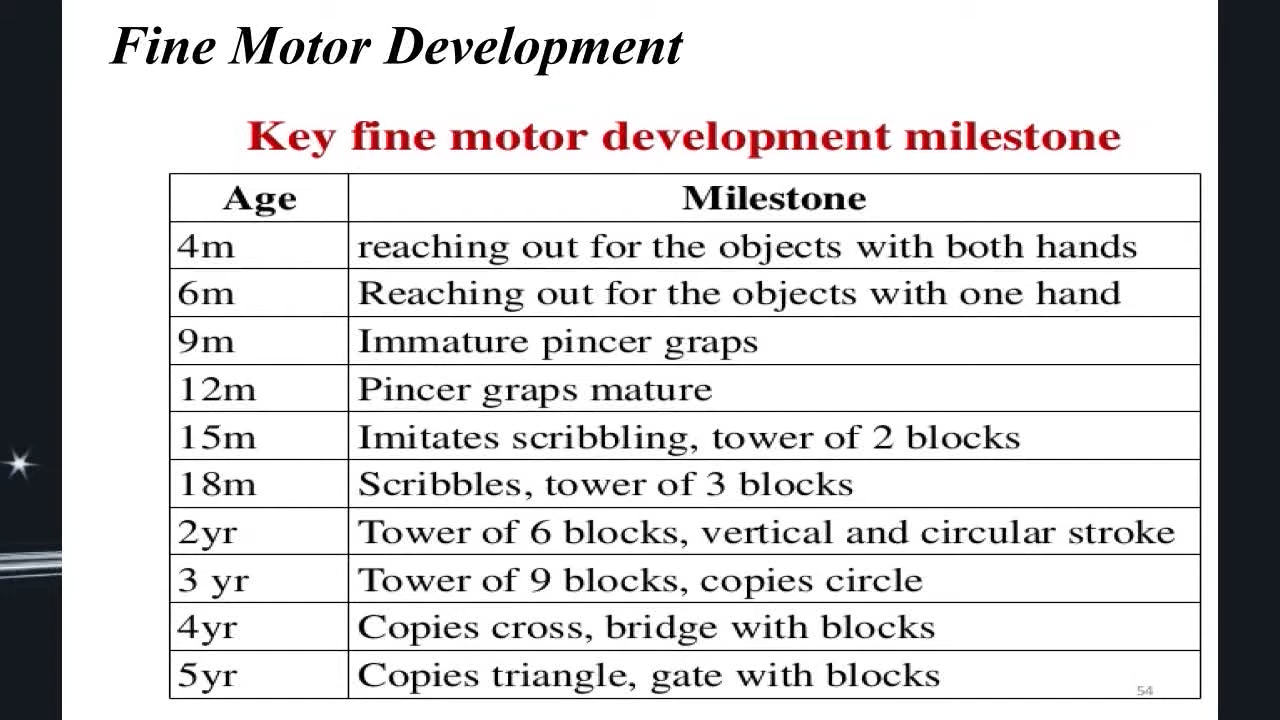 Fine Motor Development
Key fine motor development milestone
Age Milestone
4m reaching out for the objects with both hands
6m Reaching out for the objects with one hand
9m Immature pincer graps
12m Pincer graps mature
15m Imitates scribbling, tower of 2 blocks
18m Scribbles, tower of 3 blocks
2yr Tower of 6 blocks, vertical and circular stroke
3 yr Tower of 9 blocks, copies circle
4yr Copies cross, bridge with blocks
5yr Copies triangle, gate with blocks
54